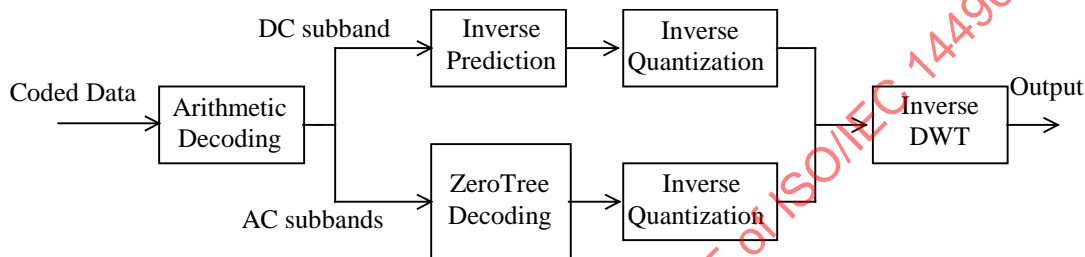 DC subband
Inverse
Prediction
Inverse
Quantization
Coded Data
Arithmetic
Decoding
Inverse
DWT
Output
ZeroTree
Decoding
Inverse
Quantization
AC subbands
of ISO/IEC